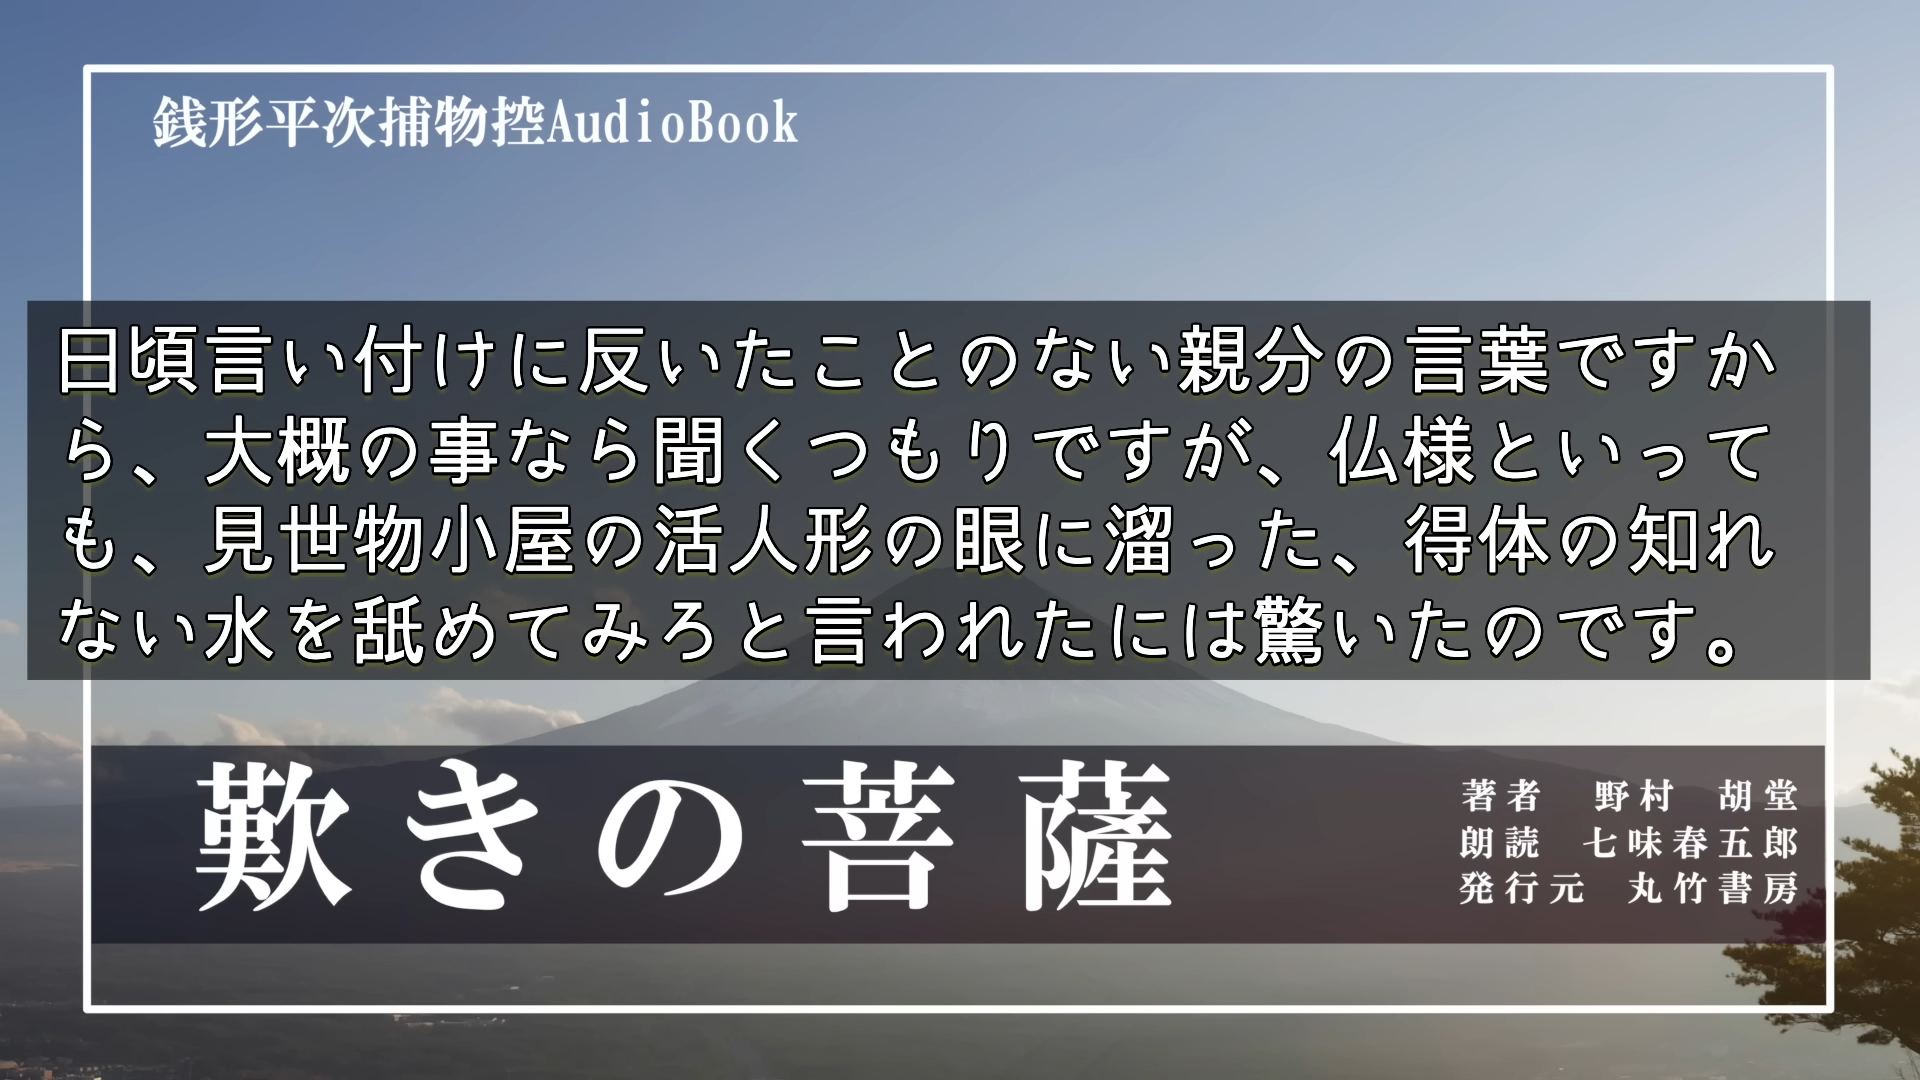 銭形平次捕物控AudioBook
日頃言い付けに反いたことのない親分の言葉ですか
ら、大概の事なら聞くつもりですが、仏様といって
も、見世物小屋の活人形の眼に溜った、得体の知れ
ない水を舐めてみろと言われたには驚いたのです。
歎きの菩薩
著者　野村　胡堂
朗読　七味春五郎
発行元　丸竹書房